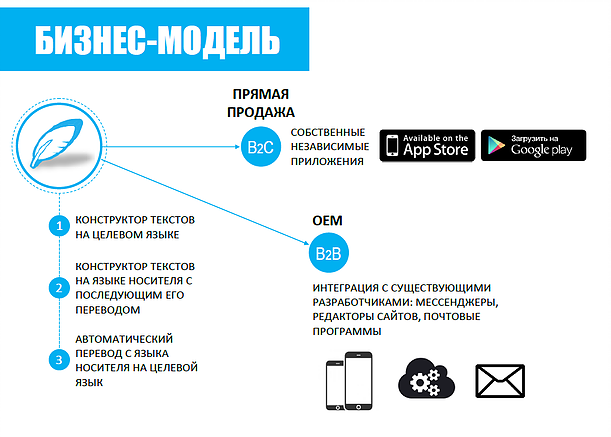 БИЗНЕС-МОДЕЛЬ
ПРЯМАЯ
ПРОДАЖА
B2C
СОБСТВЕННЫЕ
НЕЗАВИСИМЫЕ
ПРИЛОЖЕНИЯ
Available on the
App Store
Загрузить на
Google play
1
КОНСТРУКТОР ТЕКСТОВ
НА ЦЕЛЕВОМ ЯЗЫКЕ
2
КОНСТРУКТОР ТЕКСТОВ
НА ЯЗЫКЕ НОСИТЕЛЯ С
ПОСЛЕДУЮЩИМ ЕГО
ПЕРЕВОДОМ
3
АВТОМАТИЧЕСКИЙ
ПЕРЕВОД С ЯЗЫКА
НОСИТЕЛЯ НА ЦЕЛЕВОЙ
ЯЗЫК
OEM
B2B
ИНТЕГРАЦИЯ С СУЩЕСТВУЮЩИМИ
РАЗРАБОТЧИКАМИ: МЕССЕНДЖЕРЫ,
РЕДАКТОРЫ САЙТОВ, ПОЧТОВЫЕ
ПРОГРАММЫ